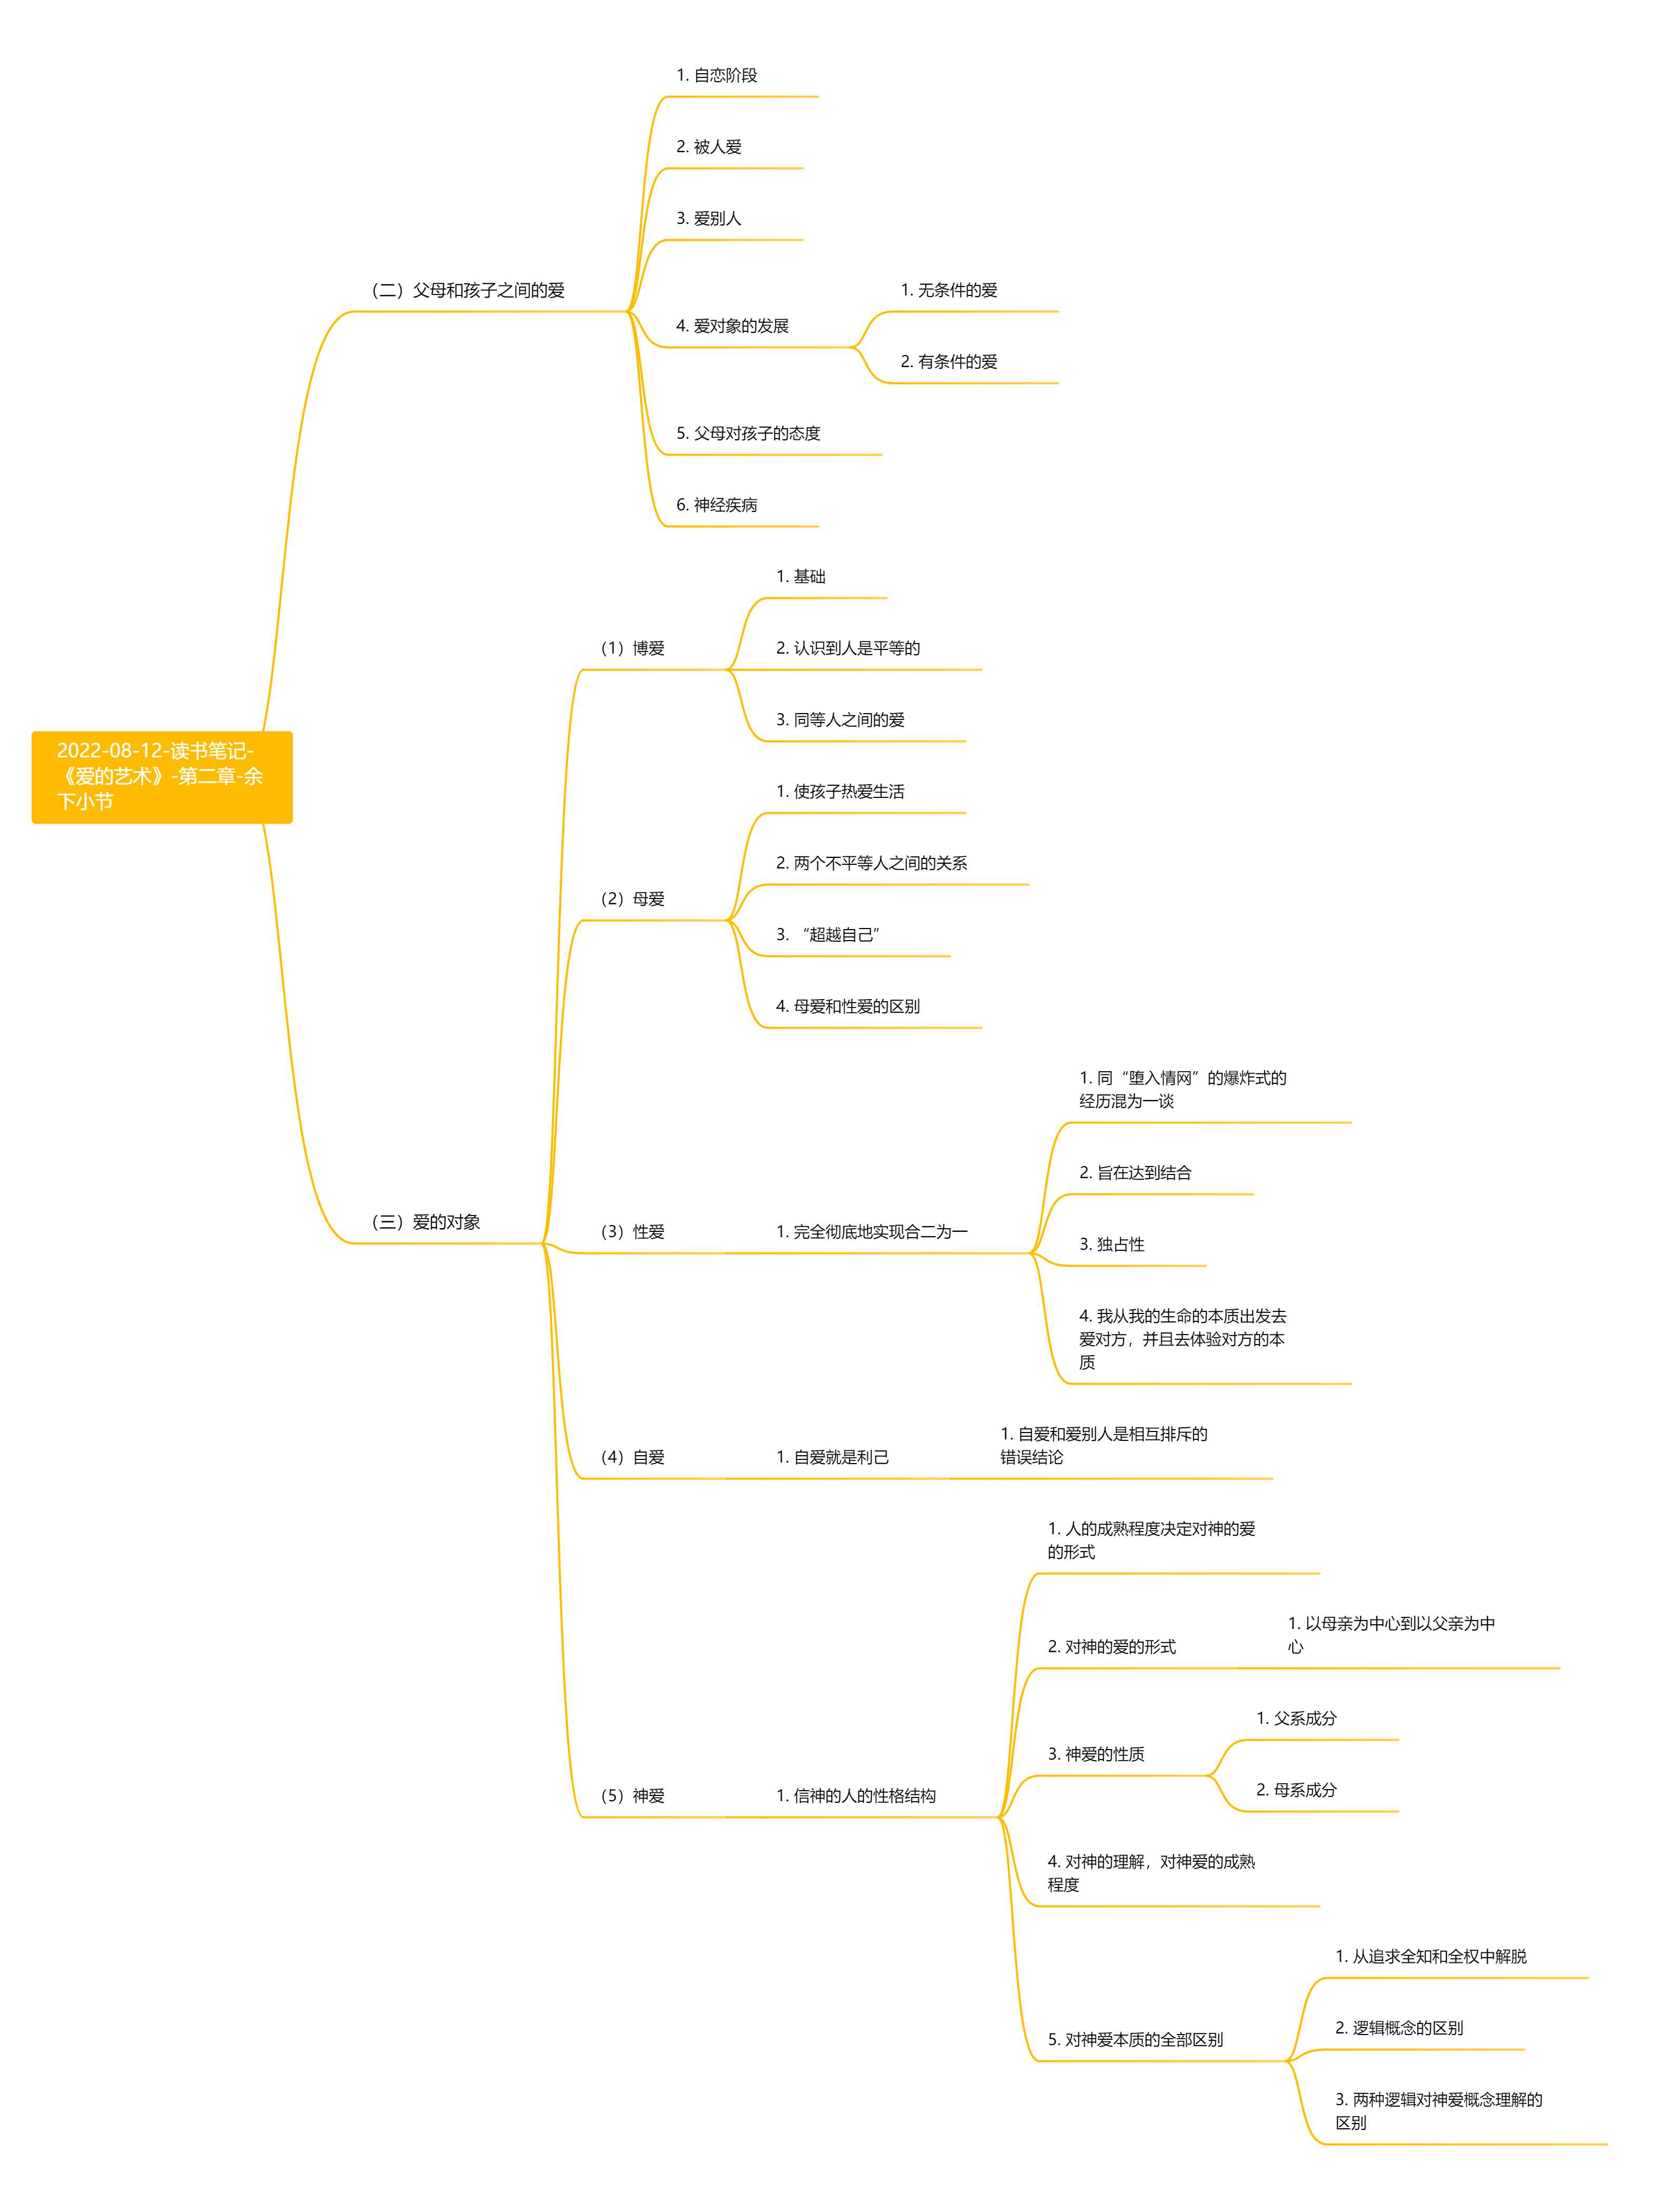 2022-08-12-读书笔记-
《爱的艺术》-第二章-余
下小节
（二）父母和孩子之间的爱
1. 自恋阶段
2. 被人爱
3. 爱别人
4. 爱对象的发展
1. 无条件的爱
2. 有条件的爱
5. 父母对孩子的态度
6. 神经疾病
（三）爱的对象
（1）博爱
1. 基础
2. 认识到人是平等的
3. 同等人之间的爱
（2）母爱
1. 使孩子热爱生活
2. 两个不平等人之间的关系
3. “超越自己”
4. 母爱和性爱的区别
（3）性爱
1. 完全彻底地实现合二为一
1. 同“堕入情网”的爆炸式的
经历混为一谈
2. 旨在达到结合
3. 独占性
4. 我从我的生命的本质出发去
爱对方，并且去体验对方的本
质
（4）自爱
1. 自爱就是利己
1. 自爱和爱别人是相互排斥的
错误结论
（5）神爱
1. 信神的人的性格结构
1. 人的成熟程度决定对神的爱
的形式
2. 对神的爱的形式
1. 以母亲为中心到以父亲为中
心
3. 神爱的性质
1. 父系成分
2. 母系成分
4. 对神的理解，对神爱的成熟
程度
5. 对神爱本质的全部区别
1. 从追求全知和全权中解脱
2. 逻辑概念的区别
3. 两种逻辑对神爱概念理解的
区别